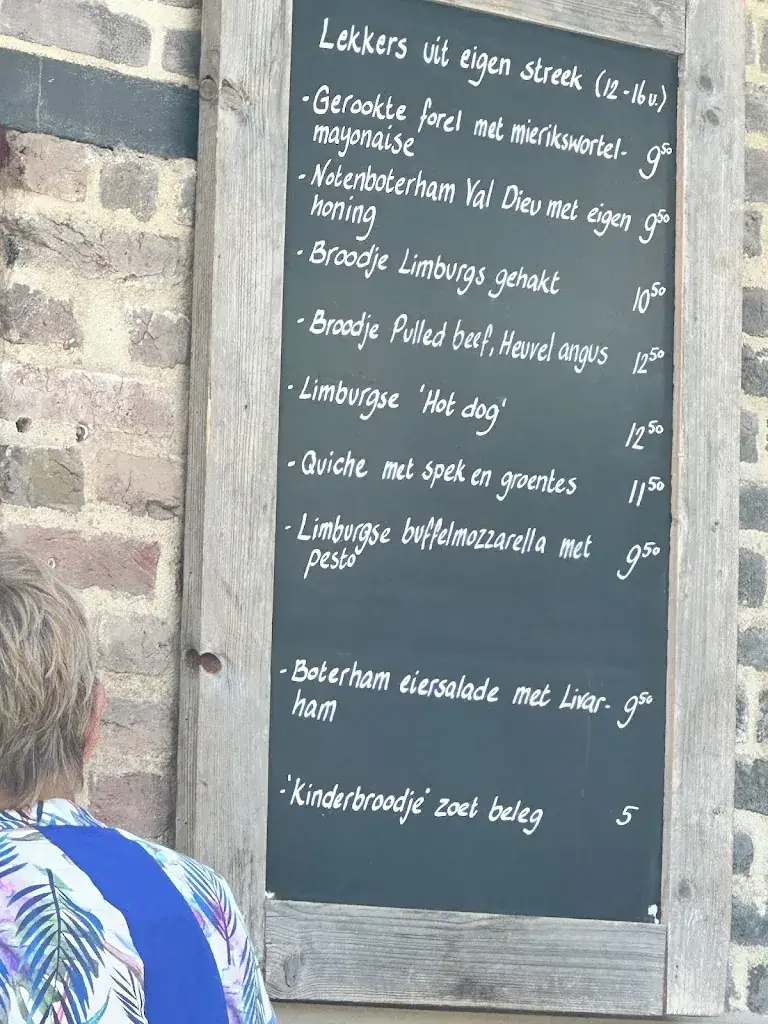 Lekkers uit eigen streek (12-16u.)
- Gerookte forel met mierikswortel- 9⁵⁰
mayonaise
- Notenboterham Val Dieu met eigen 9⁵⁰
honing
- Broodje Limburgs gehakt 10⁵⁰
- Broodje Pulled beef, Heuvel angus 12⁵⁰
- Limburgse 'Hot dog' 12⁵⁰
- Quiche met spek en groentes 11⁵⁰
- Limburgse buffelmozzarella met 9⁵⁰
pesto
- Boterham eiersalade met Livar- 9⁵⁰
ham
- 'Kinderbroodje' zoet beleg 5